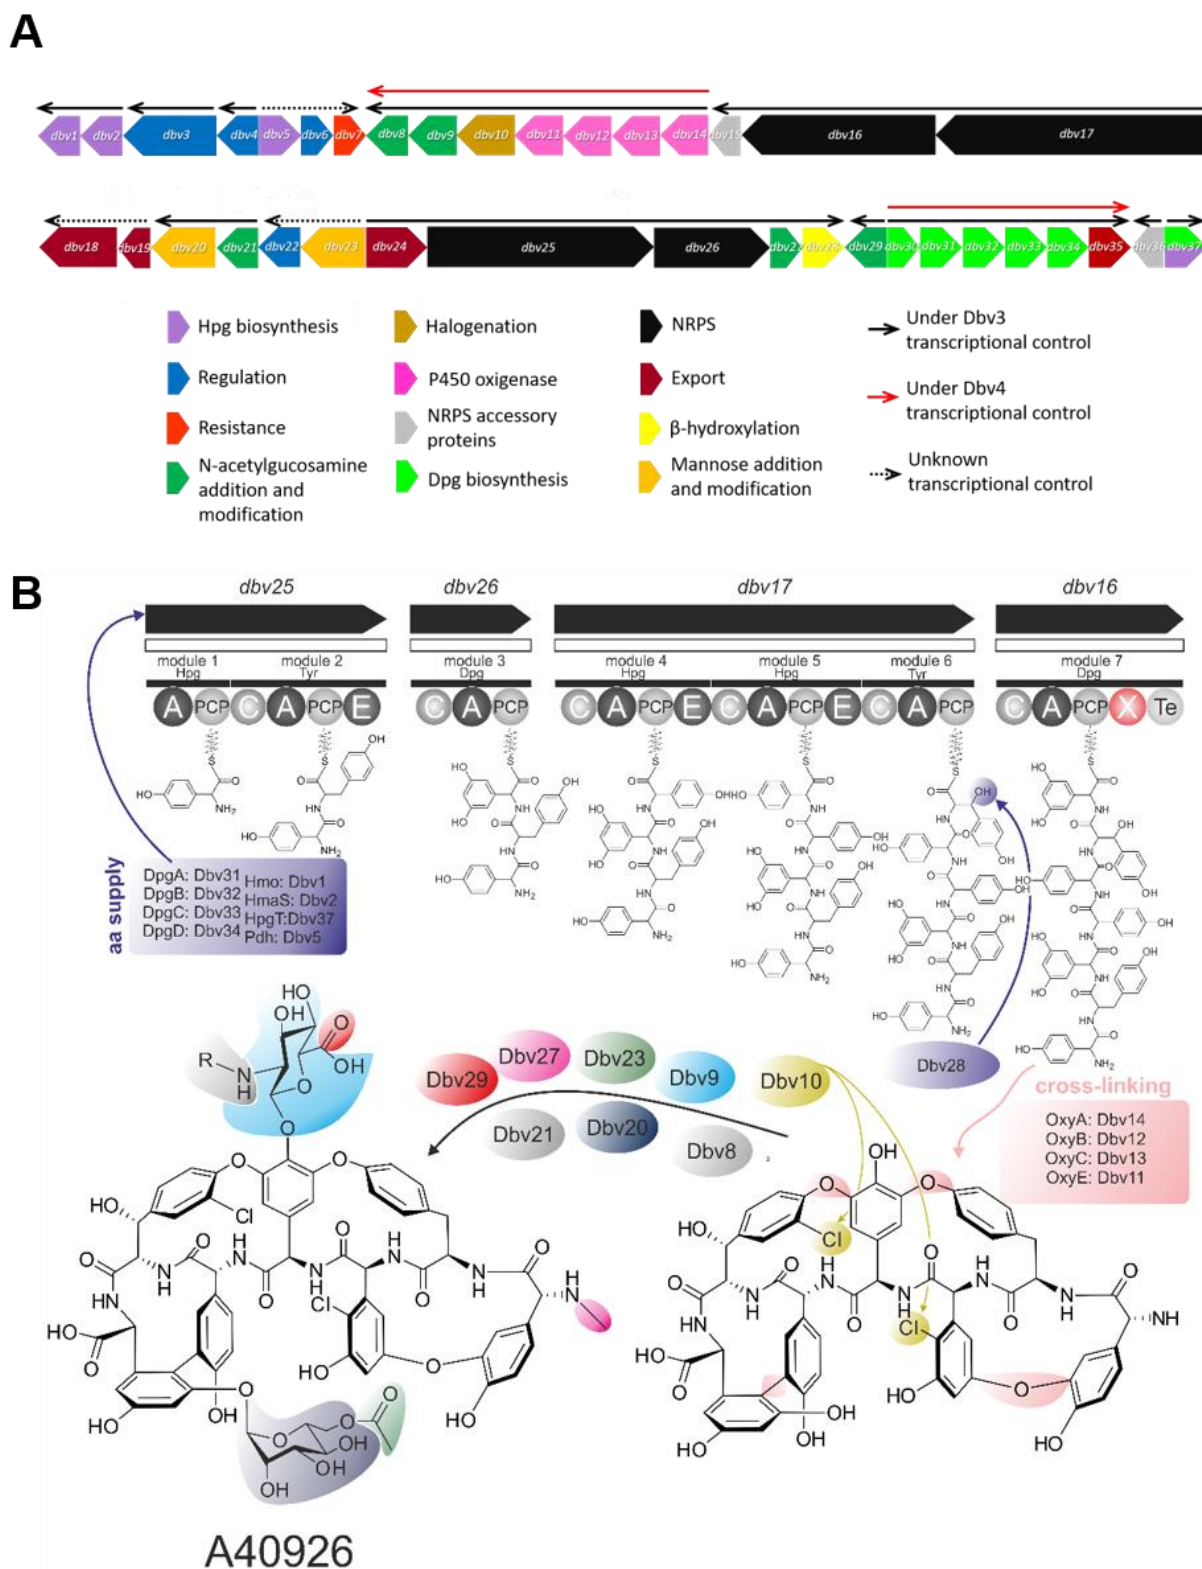 A
dbv1 dbv2 dbv3 dbv4 dbv5 dbv6 dbv7 dbv8 dbv9 dbv10 dbv11 dbv12 dbv13 dbv14 dbv15 dbv16 dbv17
dbv18 dbv19 dbv20 dbv21 dbv22 dbv23 dbv24 dbv25 dbv26 dbv27 dbv28 dbv29 dbv30 dbv31 dbv32 dbv33 dbv34 dbv35 dbv36 dbv37
Hpg biosynthesis
Regulation
Resistance
N-acetylgucosamine
addition and
modification
Halogenation
P450 oxigenase
NRPS accessory
proteins
Dpg biosynthesis
NRPS
Export
β-hydroxylation
Mannose addition
and modification
Under Dbv3
transcriptional control
Under Dbv4
transcriptional control
Unknown
transcriptional control
B
dbv25 dbv26 dbv17 dbv16
module 1 module 2 module 3 module 4 module 5 module 6 module 7
Hpg Tyr Dpg Hpg Hpg Tyr Dpg
A PCP C A PCP E C A PCP C A PCP E C A PCP E C A PCP C A PCP X Te
aa supply
DpgA: Dbv31
DpgB: Dbv32
DpgC: Dbv33
DpgD: Dbv34
Hmo: Dbv1
HmaS: Dbv2
HpgT:Dbv37
Pdh: Dbv5
Dbv28
cross-linking
OxyA: Dbv14
OxyB: Dbv12
OxyC: Dbv13
OxyE: Dbv11
Dbv29
Dbv27
Dbv23
Dbv9
Dbv10
Dbv21
Dbv20
Dbv8
A40926